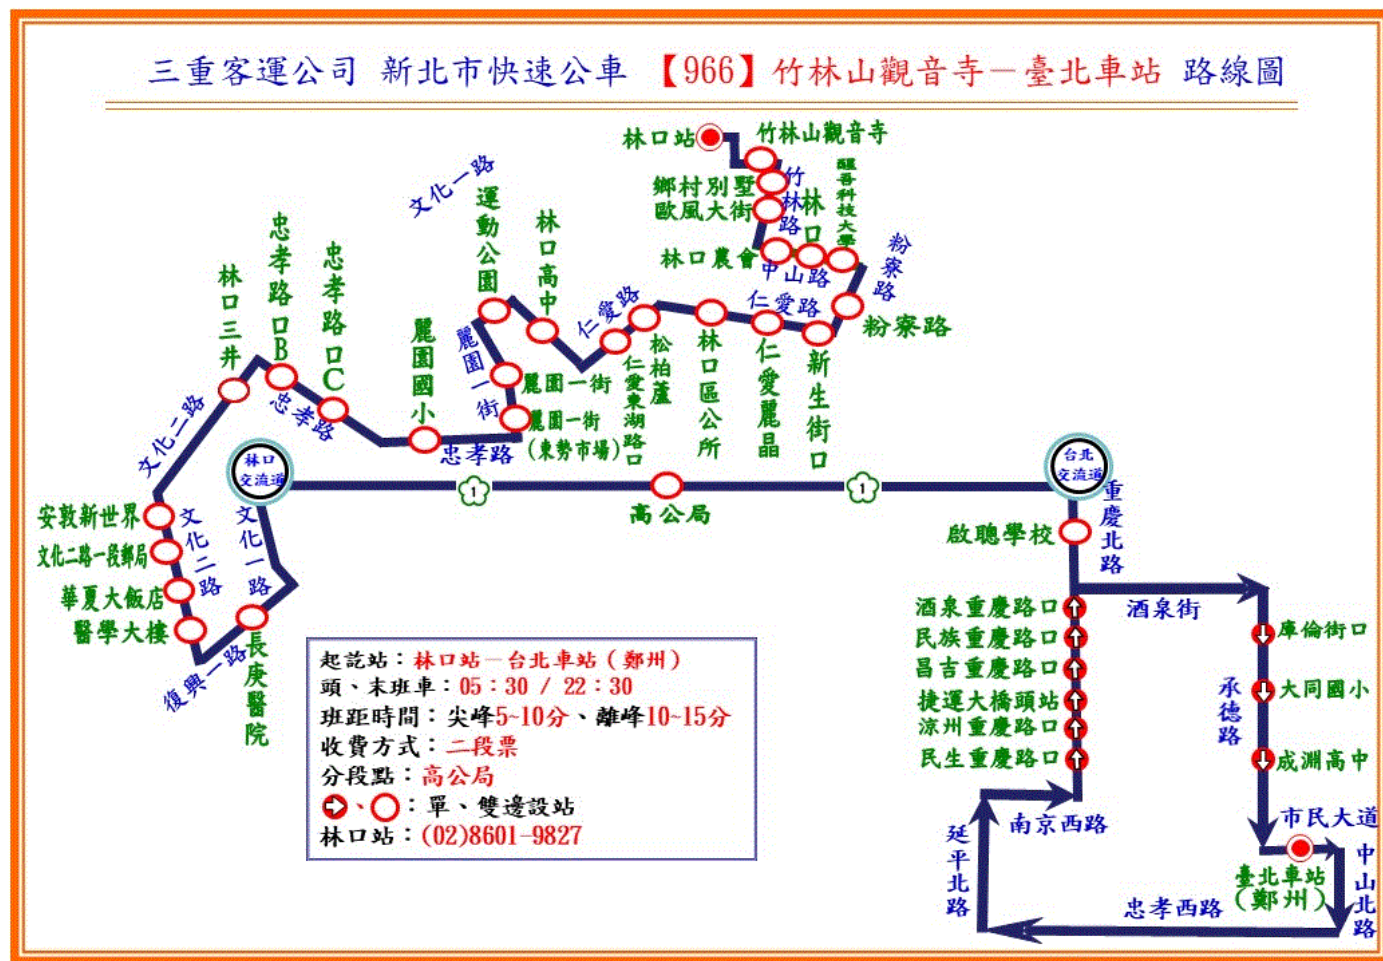 三重客運公司 新北市快速公車 【966】竹林山觀音寺－臺北車站 路線圖
林口站
竹林山觀音寺
鄉村別墅
歐風大街
竹林路
林口農會
林口
醒吾科技大學
中山路
粉寮路
粉寮路
新生街口
仁愛路
仁愛麗晶
林口區公所
松柏蘆
仁愛東湖路口
仁愛路
林口高中
文化一路
運動公園
麗園一街
麗園一街
麗園一街
(東勢市場)
忠孝路
麗園國小
忠孝路口C
忠孝路口B
忠孝路
林口三井
文化二路
安敦新世界
文化二路一段郵局
華夏大飯店
醫學大樓
文化二路
復興一路
長庚醫院
文化一路
林口
交流道
1
高公局
1
台北
交流道
重慶北路
啟聰學校
酒泉街
酒泉重慶路口
民族重慶路口
昌吉重慶路口
捷運大橋頭站
涼州重慶路口
民生重慶路口
庫倫街口
大同國小
成淵高中
承德路
市民大道
臺北車站
(鄭州)
中山北路
忠孝西路
延平北路
南京西路
起訖站：林口站－台北車站（鄭州）
頭、末班車：05：30 / 22：30
班距時間：尖峰5~10分、離峰10~15分
收費方式：二段票
分段點：高公局
、：單、雙邊設站
林口站：(02)8601-9827